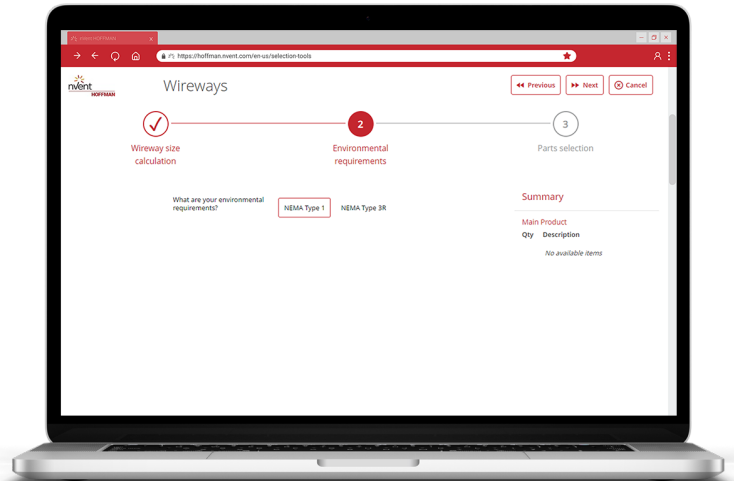 nvent HOFFMAN
https://hoffman.nvent.com/en-us/selection-tools
nvent
HOFFMAN
Wireways
Previous
Next
Cancel
2
3
Wireway size
calculation
Environmental
requirements
Parts selection
What are your environmental
requirements?
NEMA Type 1
NEMA Type 3R
Summary
Main Product
Qty Description
No available items